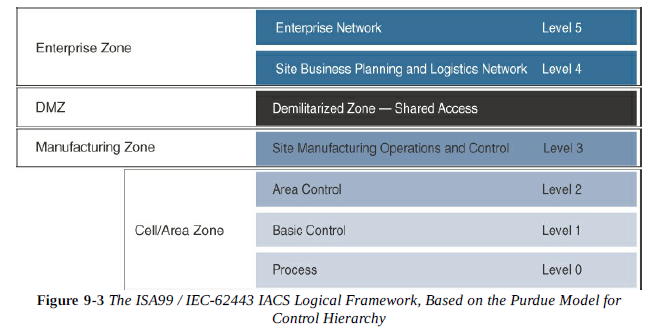 Enterprise Zone
Enterprise Network Level 5
Site Business Planning and Logistics Network Level 4
DMZ
Demilitarized Zone — Shared Access
Manufacturing Zone
Site Manufacturing Operations and Control Level 3
Cell/Area Zone
Area Control Level 2
Basic Control Level 1
Process Level 0
Figure 9-3 The ISA99 / IEC-62443 IACS Logical Framework, Based on the Purdue Model for
Control Hierarchy